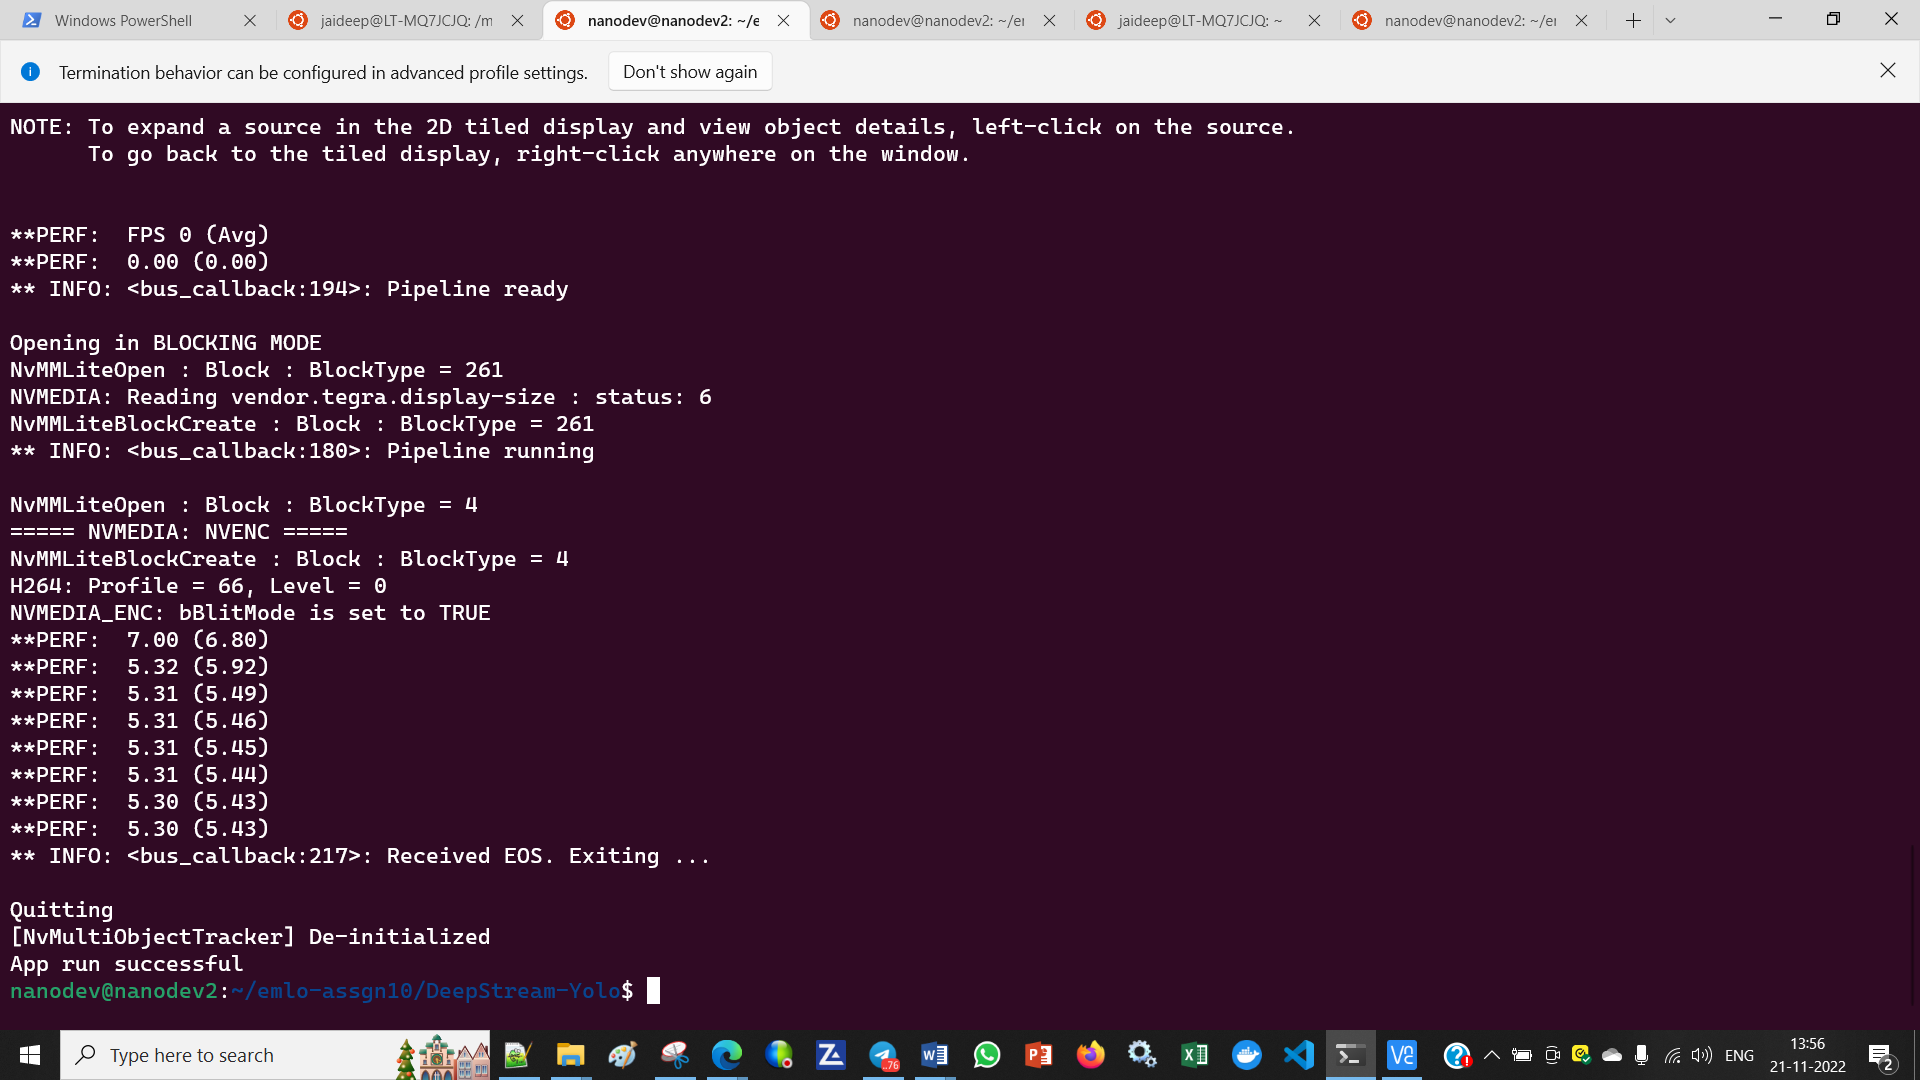 Windows PowerShell
jaideep@LT-MQ7JCJQ: /m
nanodev@nanodev2: ~/e
nanodev@nanodev2: ~/er
jaideep@LT-MQ7JCJQ: ~
nanodev@nanodev2: ~/er
Termination behavior can be configured in advanced profile settings.
Don't show again
NOTE: To expand a source in the 2D tiled display and view object details, left-click on the source.
To go back to the tiled display, right-click anywhere on the window.
**PERF:  FPS 0 (Avg)
**PERF:  0.00 (0.00)
** INFO: <bus_callback:194>: Pipeline ready
Opening in BLOCKING MODE
NvMMLiteOpen : Block : BlockType = 261
NVMEDIA: Reading vendor.tegra.display-size : status: 6
NvMMLiteBlockCreate : Block : BlockType = 261
** INFO: <bus_callback:180>: Pipeline running
NvMMLiteOpen : Block : BlockType = 4
===== NVMEDIA: NVENC =====
NvMMLiteBlockCreate : Block : BlockType = 4
H264: Profile = 66, Level = 0
NVMEDIA_ENC: bBlitMode is set to TRUE
**PERF:  7.00 (6.80)
**PERF:  5.32 (5.92)
**PERF:  5.31 (5.49)
**PERF:  5.31 (5.46)
**PERF:  5.31 (5.45)
**PERF:  5.31 (5.44)
**PERF:  5.30 (5.43)
**PERF:  5.30 (5.43)
** INFO: <bus_callback:217>: Received EOS. Exiting ...
Quitting
[NvMultiObjectTracker] De-initialized
App run successful
nanodev@nanodev2:~/emlo-assgn10/DeepStream-Yolo$
Type here to search
ENG
13:56
21-11-2022
2